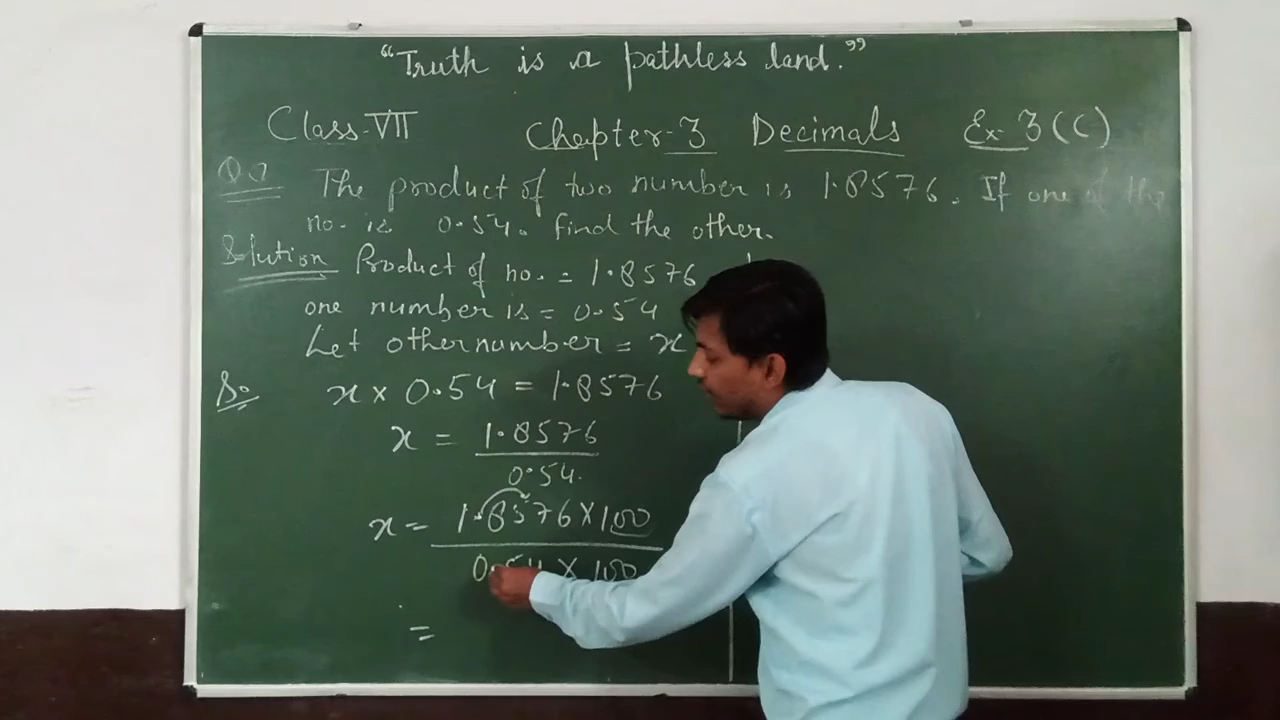 "Truth is a pathless land."
Class-VII Chapter-3 Decimals Ex-3(C)
Q.7 The product of two number is 1.8576. If one of the
no. is 0.54. find the other.
Solution Product of no. = 1.8576
one number is = 0.54
Let other number = x
So x × 0.54 = 1.8576
x = 1.8576
0.54.
x = 1.8576 × 100
0.54 × 100
=